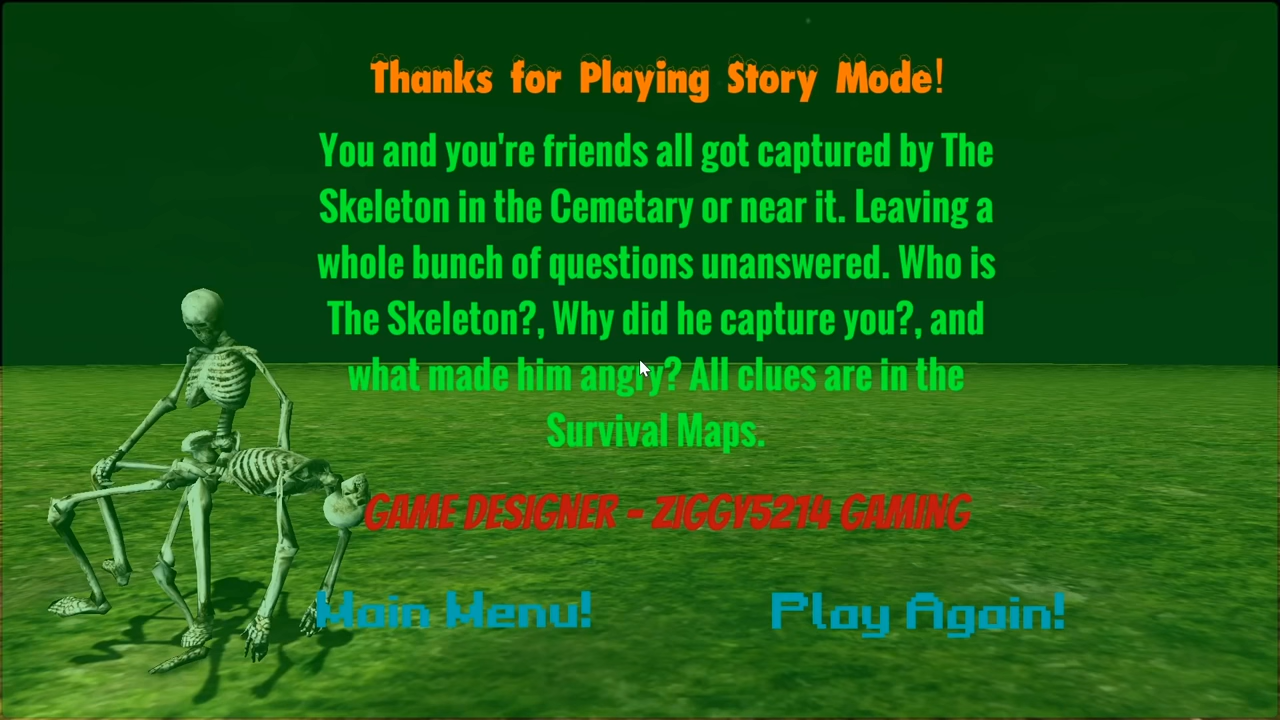 Thanks for Playing Story Mode!
You and you're friends all got captured by The
Skeleton in the Cemetary or near it. Leaving a
whole bunch of questions unanswered. Who is
The Skeleton?, Why did he capture you?, and
what made him angry? All clues are in the
Survival Maps.
GAME DESIGNER - ZIGGY5214 GAMING
Main Menu!
Play Again!